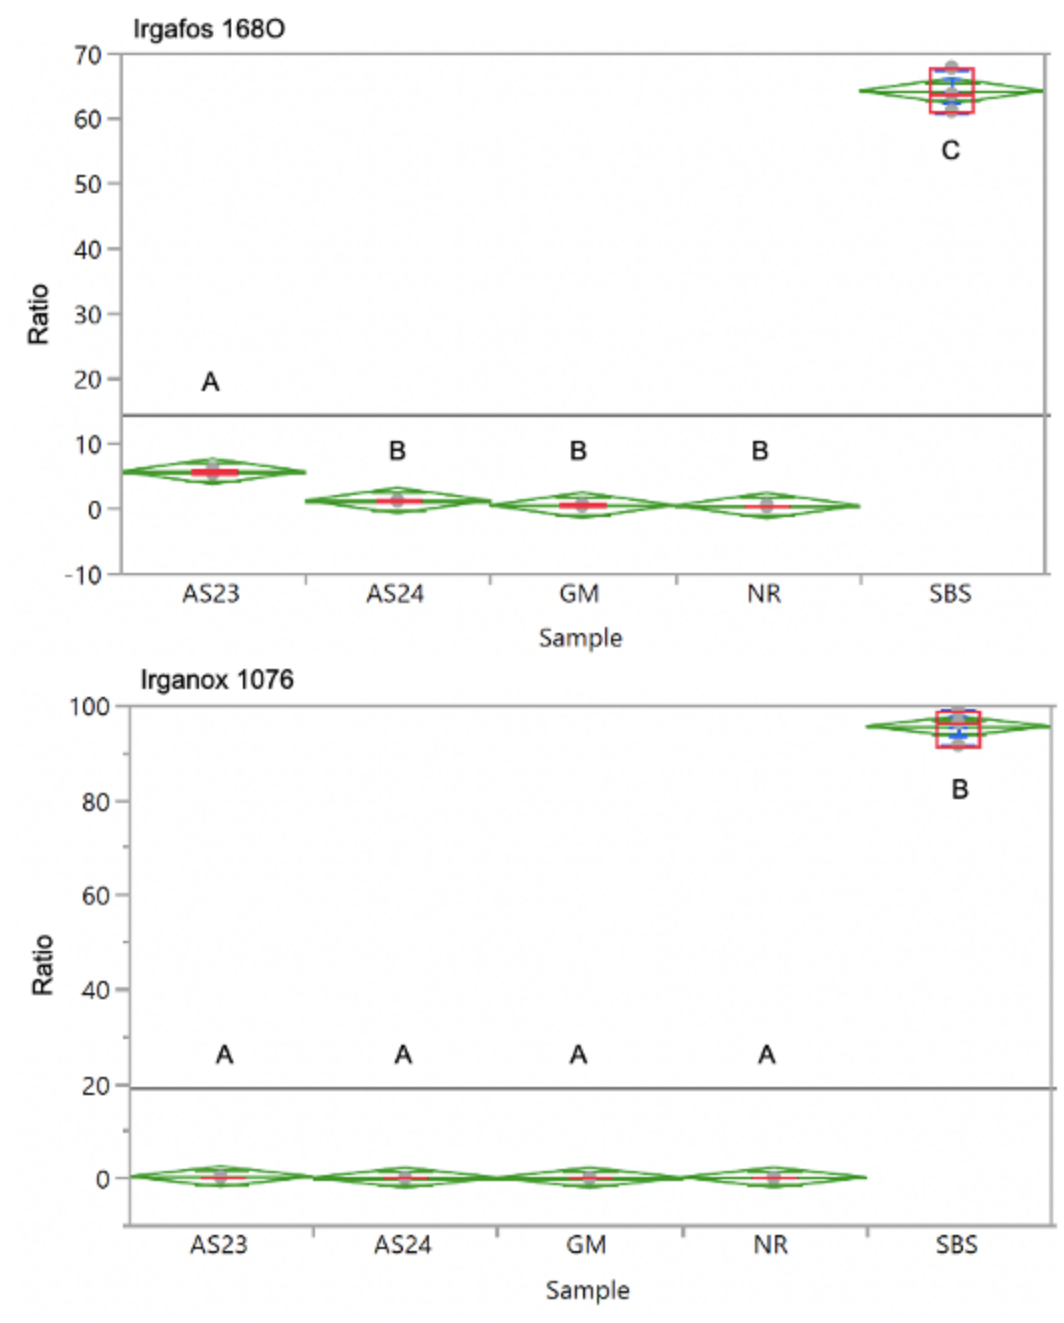 Irgafos 168O
70
60
50
40
30
20
10
0
-10
Ratio
A
B
B
B
C
AS23
AS24
GM
NR
SBS
Sample
Irganox 1076
100
80
60
40
20
0
Ratio
A
A
A
A
B
AS23
AS24
GM
NR
SBS
Sample